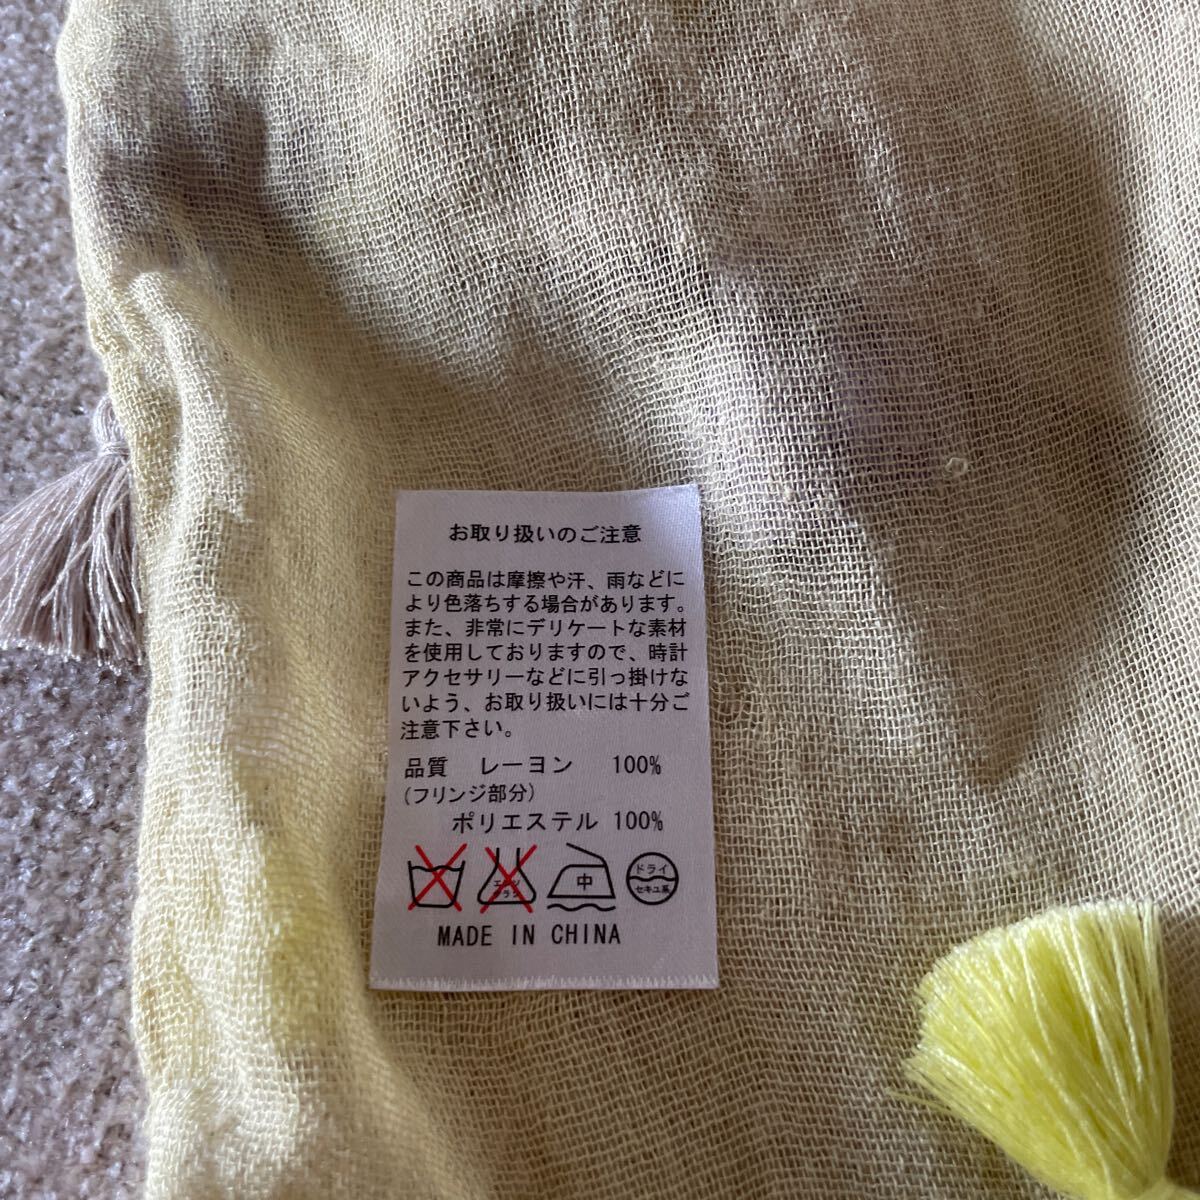 お取り扱いのご注意
この商品は摩擦や汗、雨などに
より色落ちする場合があります。
また、非常にデリケートな素材
を使用しておりますので、時計
アクセサリーなどに引っ掛けな
いよう、お取り扱いには十分ご
注意下さい。
品質 レーヨン 100%
(フリンジ部分)
ポリエステル 100%
エンソ
サラシ
中
ドライ
セキユ系
MADE IN CHINA